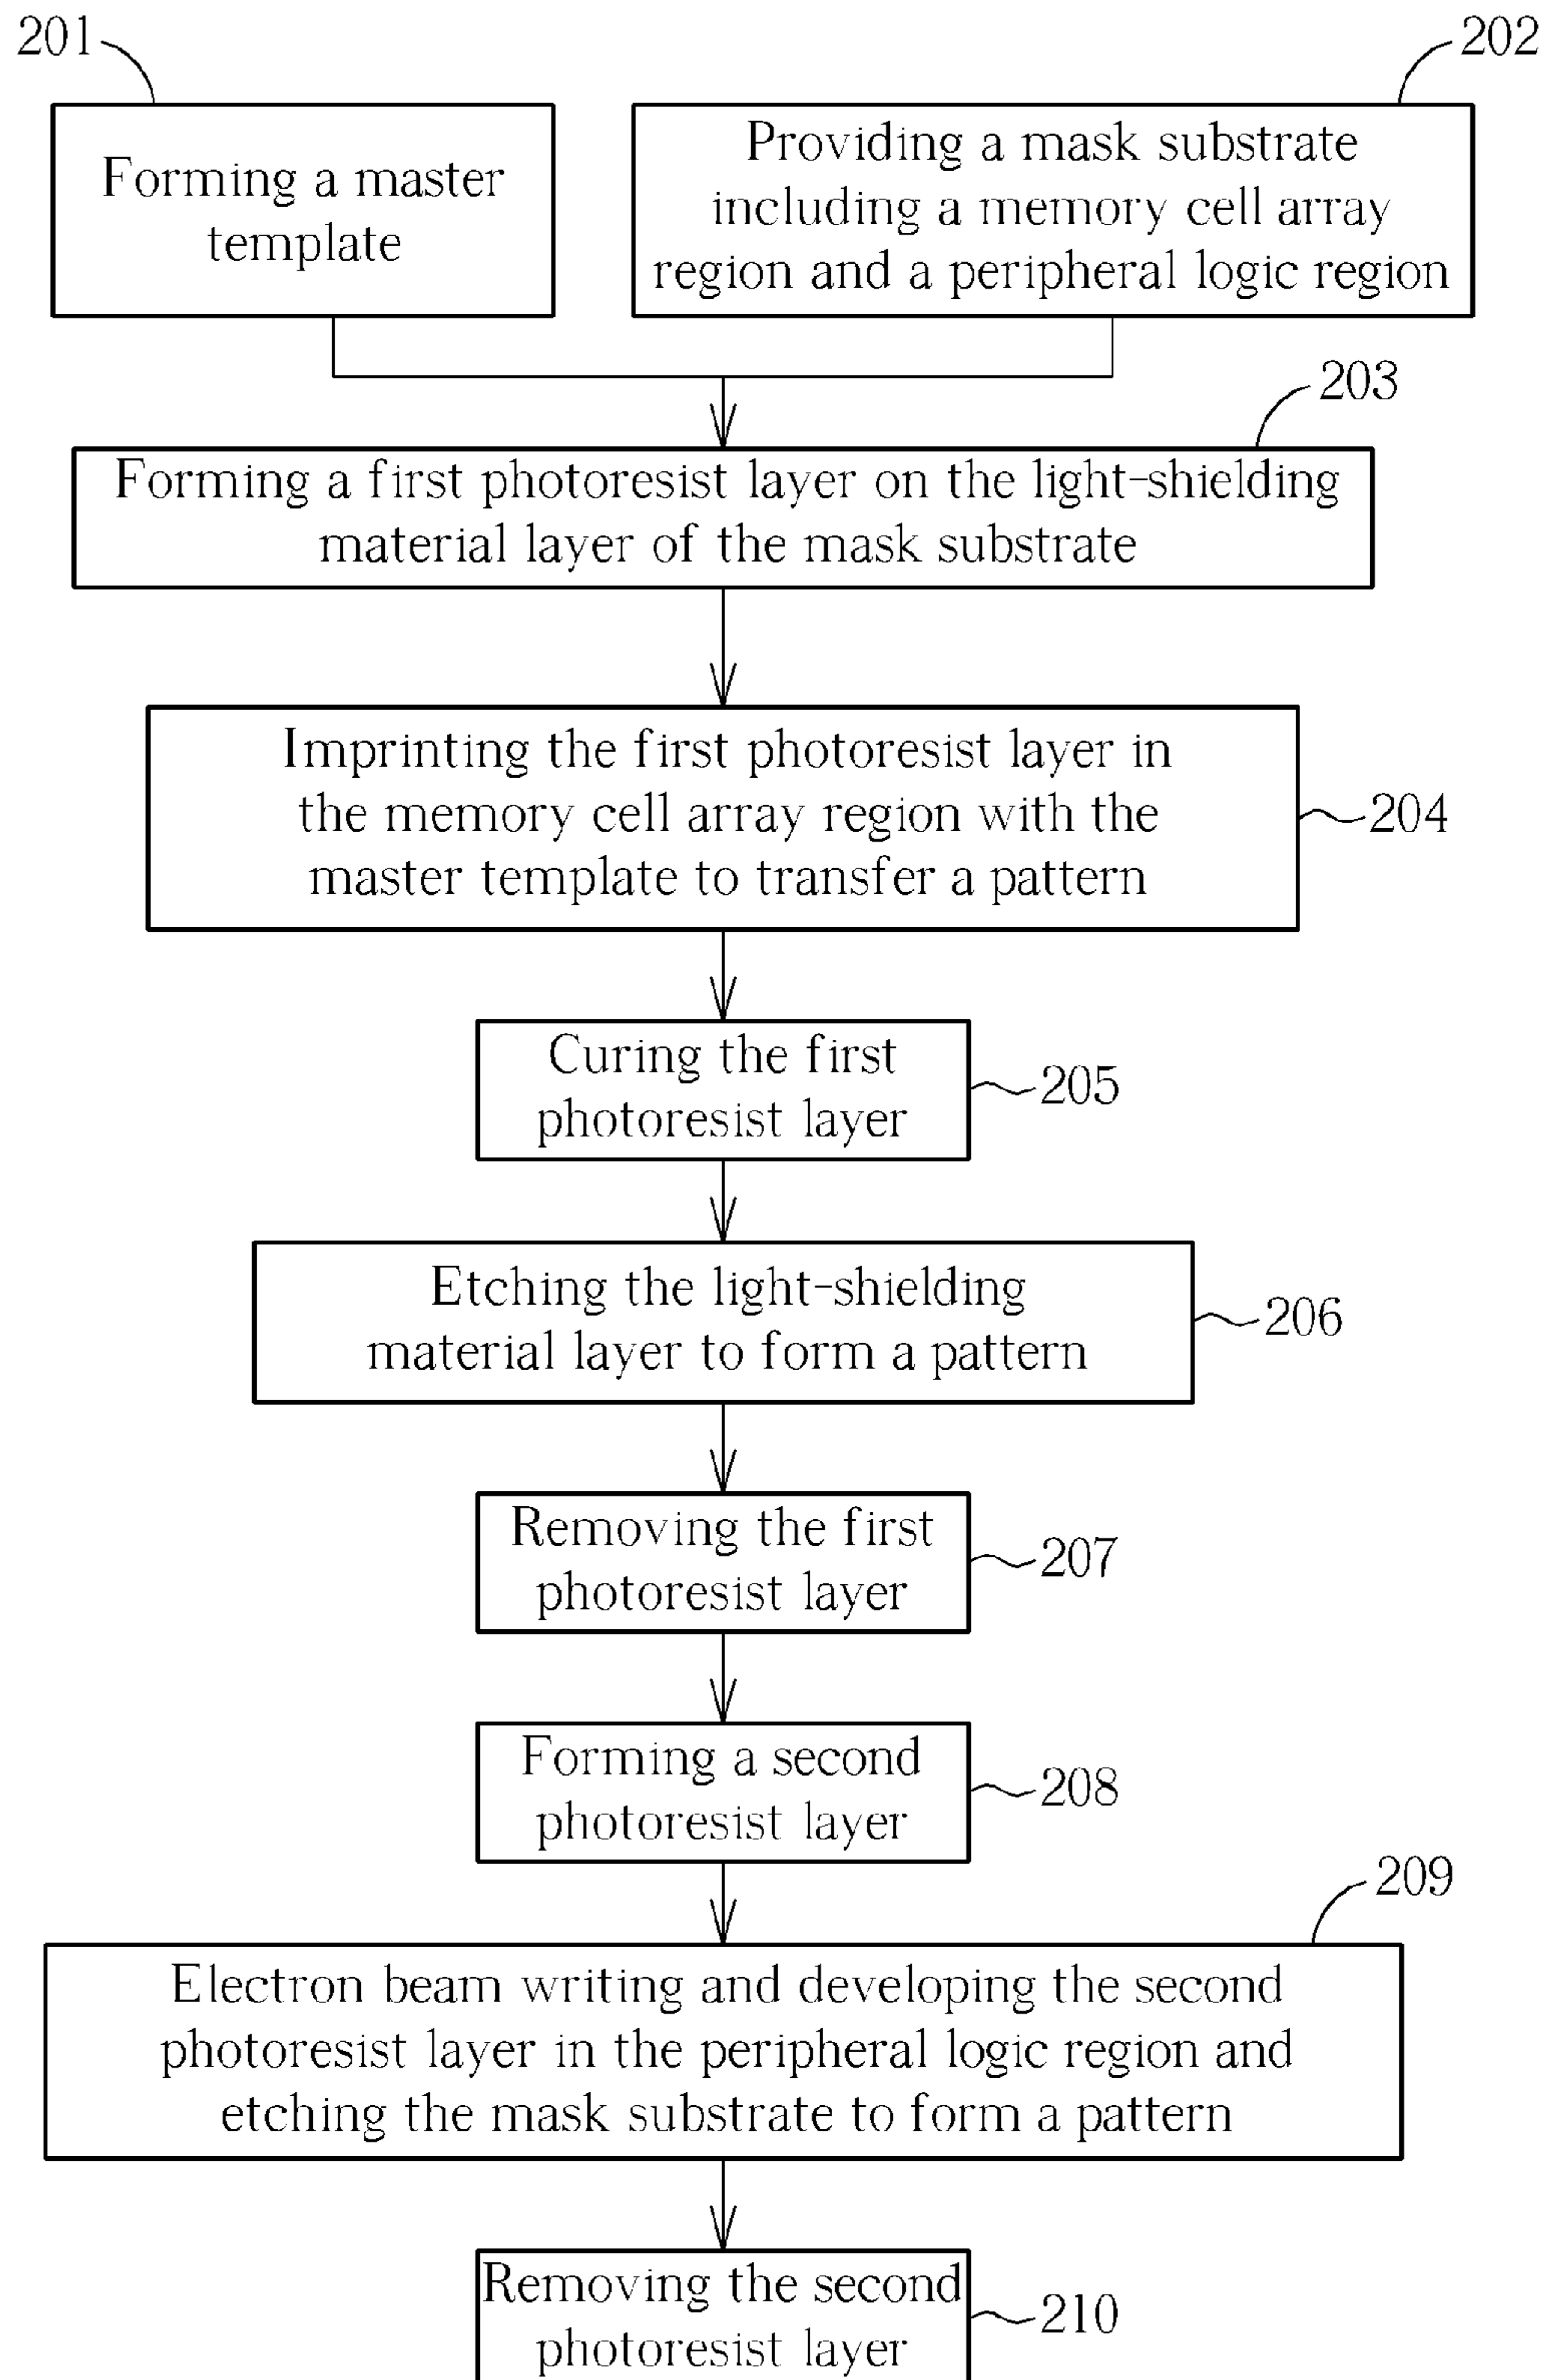 201
202
Forming a master
template
Providing a mask substrate
including a memory cell array
region and a peripheral logic region
203
Forming a first photoresist layer on the light-shielding
material layer of the mask substrate
Imprinting the first photoresist layer in
the memory cell array region with the
master template to transfer a pattern
204
Curing the first
photoresist layer
205
Etching the light-shielding
material layer to form a pattern
206
Removing the first
photoresist layer
207
Forming a second
photoresist layer
208
209
Electron beam writing and developing the second
photoresist layer in the peripheral logic region and
etching the mask substrate to form a pattern
Removing the second
photoresist layer
210